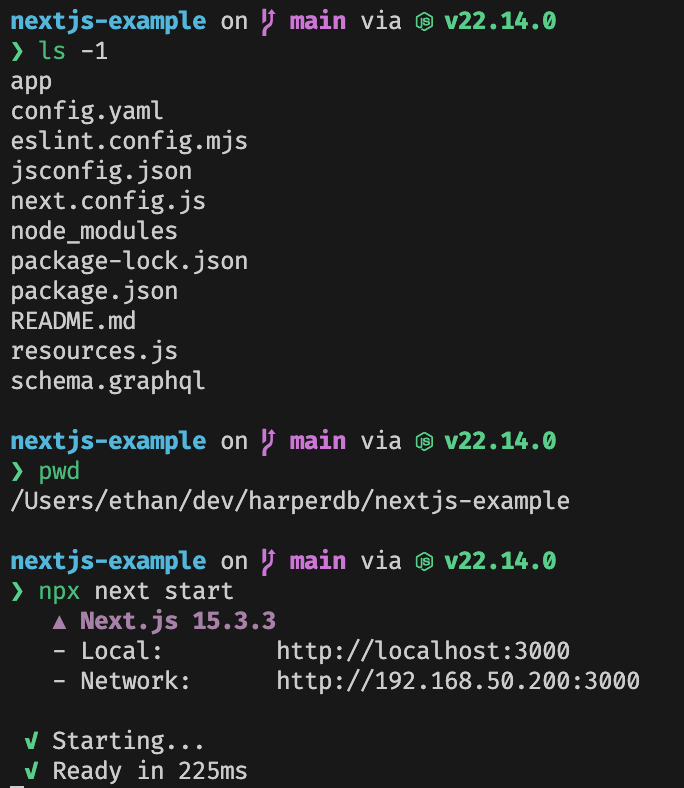 nextjs-example on main via v22.14.0
❯ ls -1
app
config.yaml
eslint.config.mjs
jsconfig.json
next.config.js
node_modules
package-lock.json
package.json
README.md
resources.js
schema.graphql
nextjs-example on main via v22.14.0
❯ pwd
/Users/ethan/dev/harperdb/nextjs-example
nextjs-example on main via v22.14.0
❯ npx next start
▲ Next.js 15.3.3
- Local: http://localhost:3000
- Network: http://192.168.50.200:3000
✓ Starting...
✓ Ready in 225ms